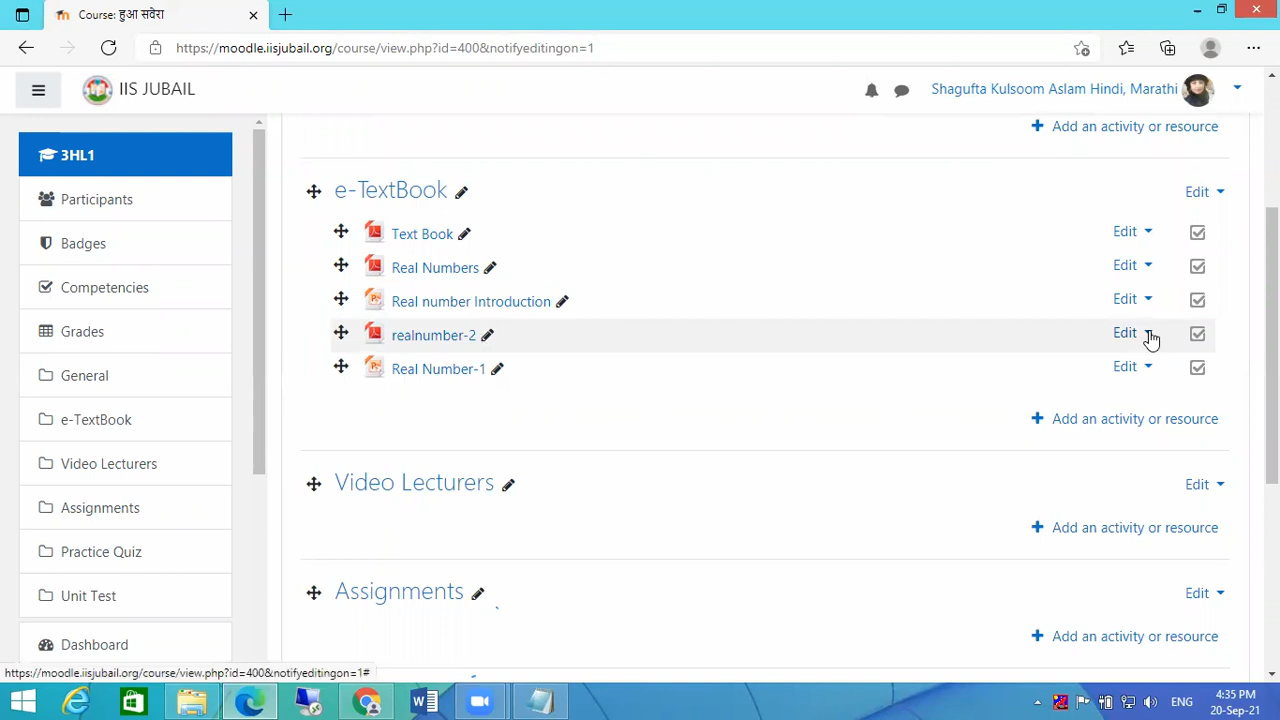 Course: हुआ सवेरा
https://moodle.iisjubail.org/course/view.php?id=400&notifyeditingon=1
IIS JUBAIL
Shagufta Kulsoom Aslam Hindi, Marathi
3HL1
Participants
Badges
Competencies
Grades
General
e-TextBook
Video Lecturers
Assignments
Practice Quiz
Unit Test
Dashboard
Add an activity or resource
e-TextBook Edit
Text Book Edit
Real Numbers Edit
Real number Introduction Edit
realnumber-2 Edit
Real Number-1 Edit
Add an activity or resource
Video Lecturers Edit
Add an activity or resource
Assignments Edit
Add an activity or resource
https://moodle.iisjubail.org/course/view.php?id=400&notifyeditingon=1#
ENG
4:35 PM
20-Sep-21